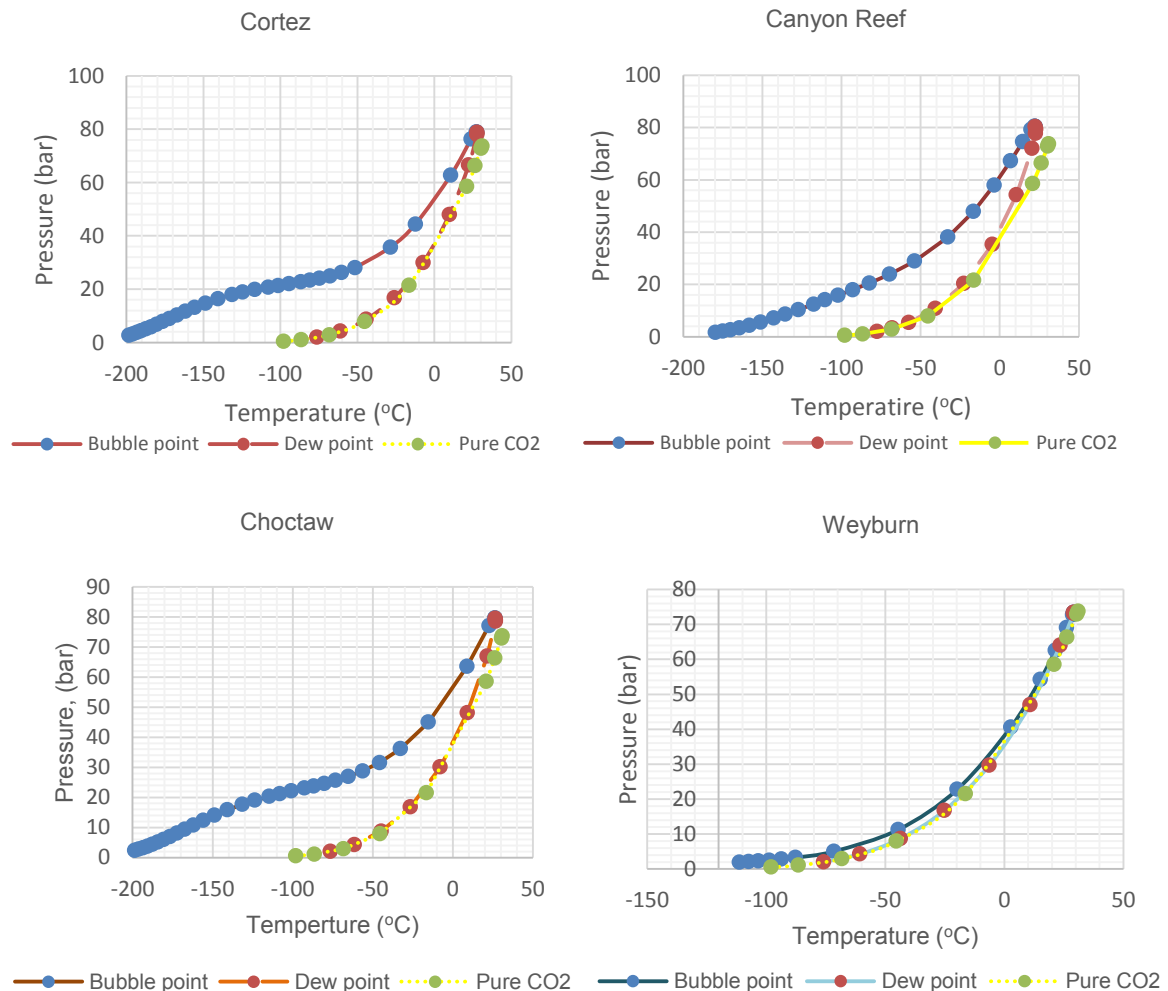 Cortez
Pressure (bar)
100
80
60
40
20
0
-200 -150 -100 -50 0 50
Temperature (°C)
Bubble point Dew point Pure CO2
Canyon Reef
Pressure (bar)
100
80
60
40
20
0
-200 -150 -100 -50 0 50
Temperatire (°C)
Bubble point Dew point Pure CO2
Choctaw
Pressure, (bar)
90
80
70
60
50
40
30
20
10
0
-200 -150 -100 -50 0 50
Temperture (°C)
Bubble point Dew point Pure CO2
Weyburn
Pressure (bar)
80
70
60
50
40
30
20
10
0
-150 -100 -50 0 50
Temperature (°C)
Bubble point Dew point Pure CO2